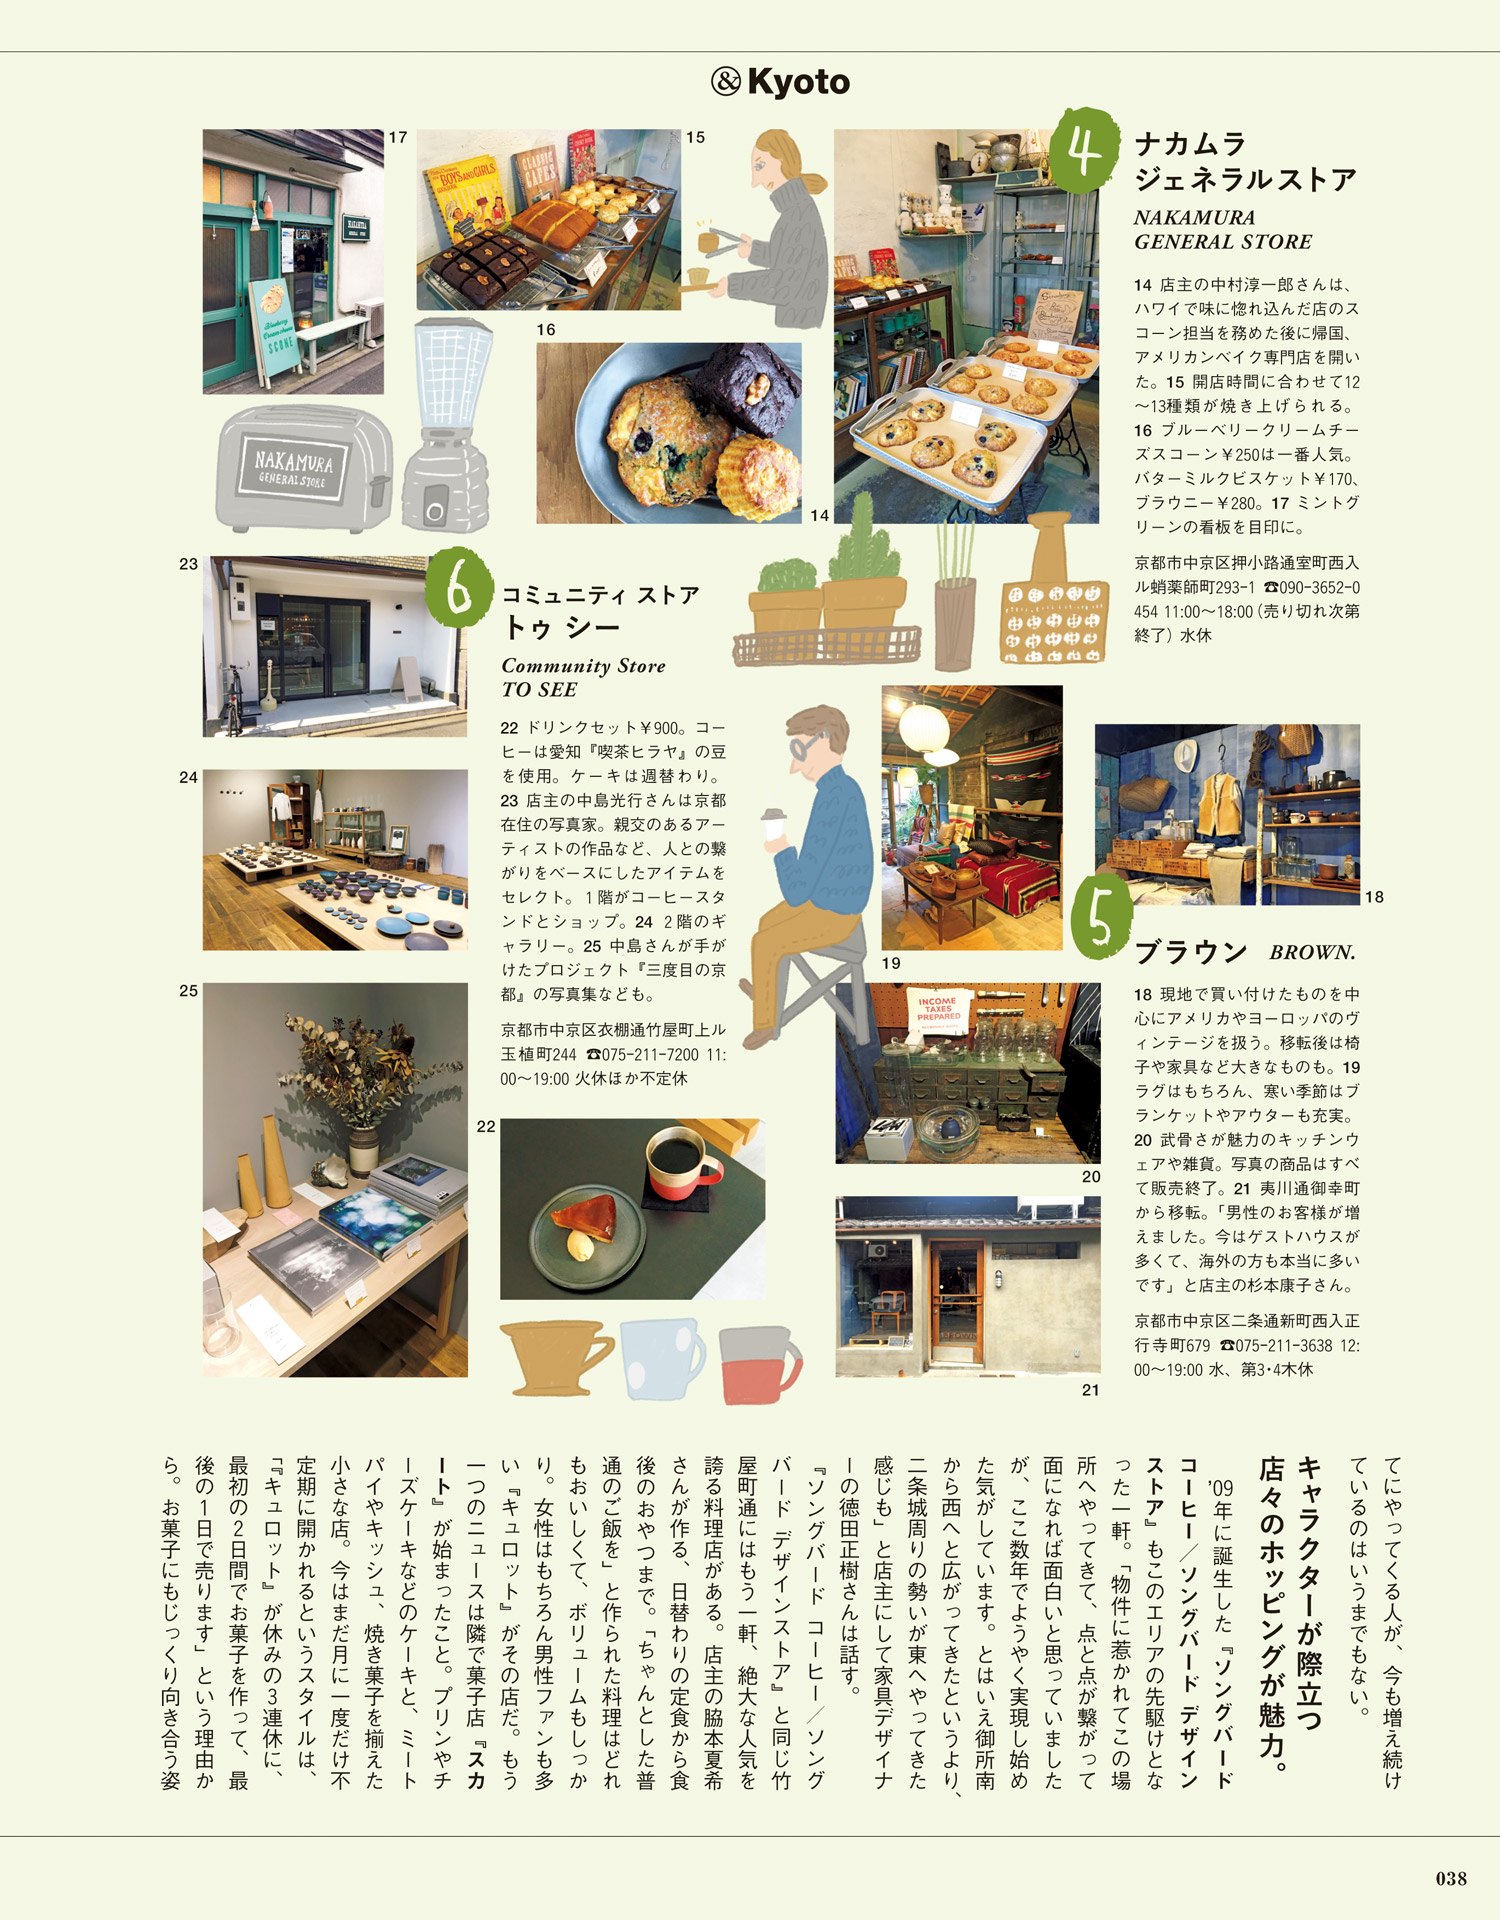 &Kyoto
4
ナカムラ
ジェネラルストア
NAKAMURA
GENERAL STORE
14 店主の中村淳一郎さんは、
ハワイで味に惚れ込んだ店のス
コーン担当を務めた後に帰国、
アメリカンベイク専門店を開い
た。15 開店時間に合わせて12
〜13種類が焼き上げられる。
16 ブルーベリークリームチー
ズスコーン¥250は一番人気。
バターミルクビスケット¥170、
ブラウニー¥280。17 ミントグ
リーンの看板を目印に。
京都市中京区押小路通室町西入
ル蛸薬師町293-1 ☎090-3652-0
454 11:00〜18:00（売り切れ次第
終了）水休
17
15
16
14
BOYS AND GIRLS
CLASSIC
CAFES
NAKAMURA
GENERAL STORE
Blueberry
Creamcheese
SCONE
NAKAMURA
GENERAL STORE
23
6
コミュニティ ストア
トゥ シー
Community Store
TO SEE
22 ドリンクセット¥900。コー
ヒーは愛知『喫茶ヒラヤ』の豆
を使用。ケーキは週替わり。
23 店主の中島光行さんは京都
在住の写真家。親交のあるアー
ティストの作品など、人との繋
がりをベースにしたアイテムを
セレクト。1階がコーヒースタ
ンドとショップ。24 2階のギ
ャラリー。25 中島さんが手が
けたプロジェクト『三度目の京
都』の写真集なども。
京都市中京区衣棚通竹屋町上ル
玉植町244 ☎075-211-7200 11:
00〜19:00 火休ほか不定休
24
25
22
18
19
5
ブラウン BROWN.
18 現地で買い付けたものを中
心にアメリカやヨーロッパのヴ
ィンテージを扱う。移転後は椅
子や家具など大きなものも。19
ラグはもちろん、寒い季節はブ
ランケットやアウターも充実。
20 武骨さが魅力のキッチンウ
ェアや雑貨。写真の商品はすべ
て販売終了。21 夷川通御幸町
から移転。「男性のお客様が増
えました。今はゲストハウスが
多くて、海外の方も本当に多い
です」と店主の杉本康子さん。
京都市中京区二条通新町西入正
行寺町679 ☎075-211-3638 12:
00〜19:00 水、第3・4木休
INCOME
TAXES
PREPARED
20
21
てにやってくる人が、今も増え続け
ているのはいうまでもない。
キャラクターが際立つ
店々のホッピングが魅力。
’09年に誕生した『ソングバード
コーヒー／ソングバード デザイン
ストア』もこのエリアの先駆けとな
った一軒。「物件に惹かれてこの場
所へやってきて、点と点が繋がって
面になれば面白いと思っていました
が、ここ数年でようやく実現し始め
た気がしています。とはいえ御所南
から西へと広がってきたというより、
二条城周りの勢いが東へやってきた
感じも」と店主にして家具デザイナ
ーの徳田正樹さんは話す。
『ソングバード コーヒー／ソング
バード デザインストア』と同じ竹
屋町通にはもう一軒、絶大な人気を
誇る料理店がある。店主の脇本夏希
さんが作る、日替わりの定食から食
後のおやつまで。「ちゃんとした普
通のご飯を」と作られた料理はどれ
もおいしくて、ボリュームもしっか
り。女性はもちろん男性ファンも多
い『キュロット』がその店だ。もう
一つのニュースは隣で菓子店『スカ
ート』が始まったこと。プリンやチ
ーズケーキなどのケーキと、ミート
パイやキッシュ、焼き菓子を揃えた
小さな店。今はまだ月に一度だけ不
定期に開かれるというスタイルは、
『キュロット』が休みの3連休に、
最初の2日間でお菓子を作って、最
後の1日で売ります」という理由か
ら。お菓子にもじっくり向き合う姿
038